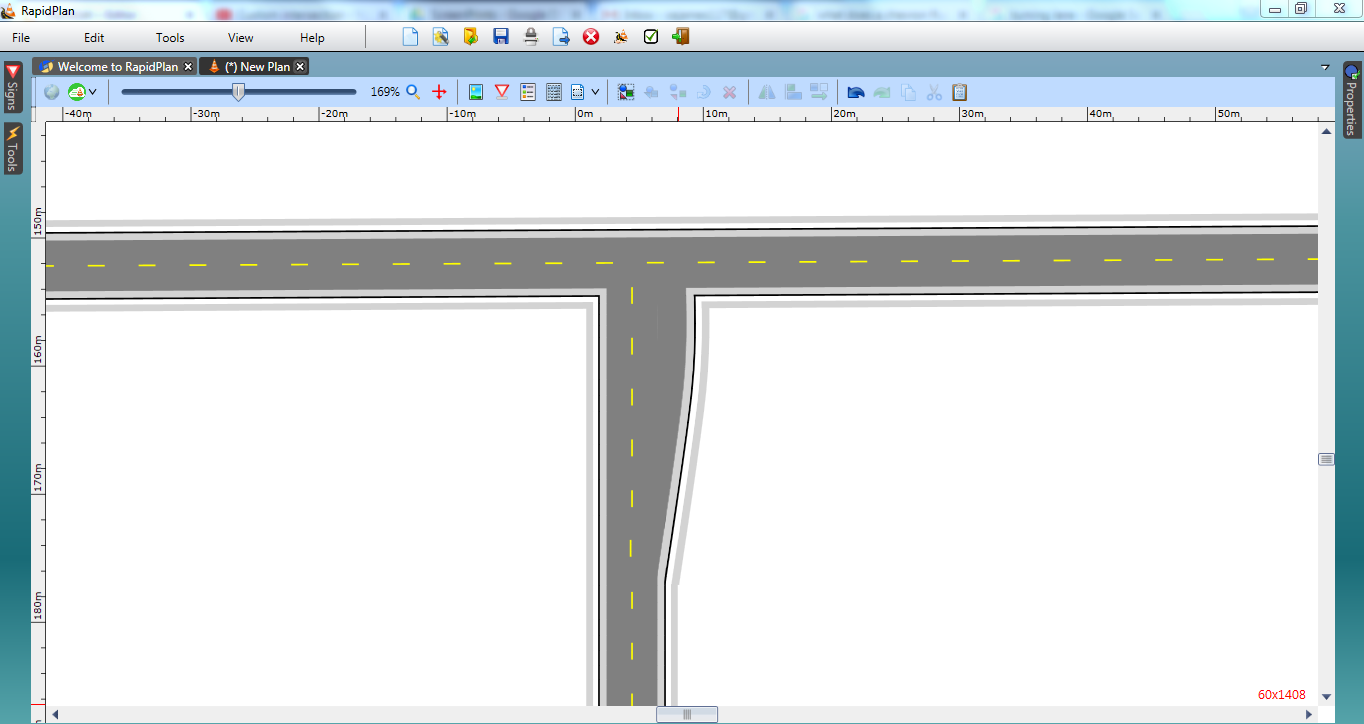 RapidPlan
File Edit Tools View Help
Welcome to RapidPlan (*) New Plan
Signs
Tools
Properties
169%
-40m -30m -20m -10m 0m 10m 20m 30m 40m 50m
150m
160m
170m
180m
60x1408